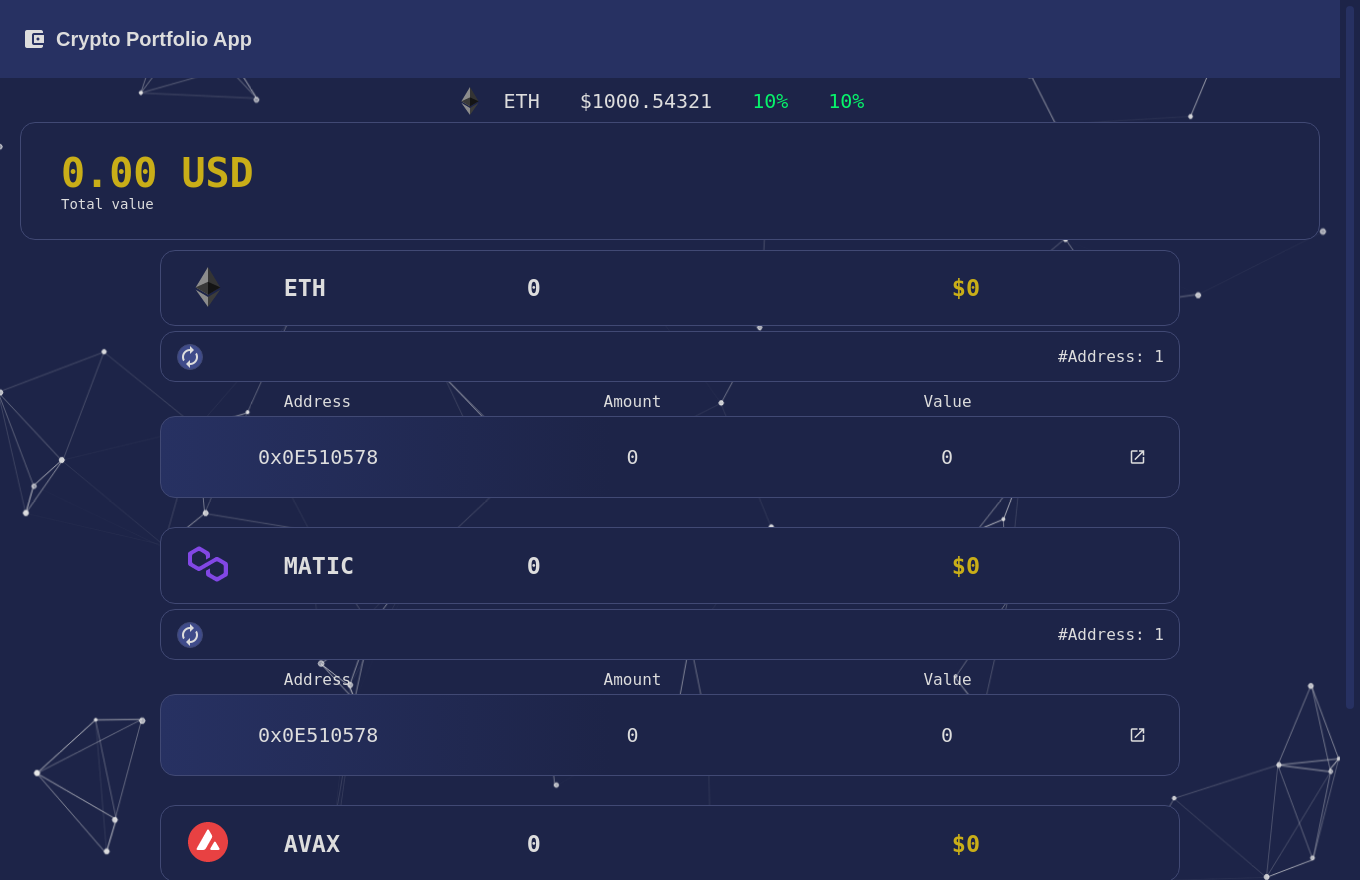 Crypto Portfolio App
ETH $1000.54321 10% 10%
0.00 USD
Total value
ETH 0 $0
#Address: 1
Address Amount Value
0x0E510578 0 0
MATIC 0 $0
#Address: 1
Address Amount Value
0x0E510578 0 0
AVAX 0 $0